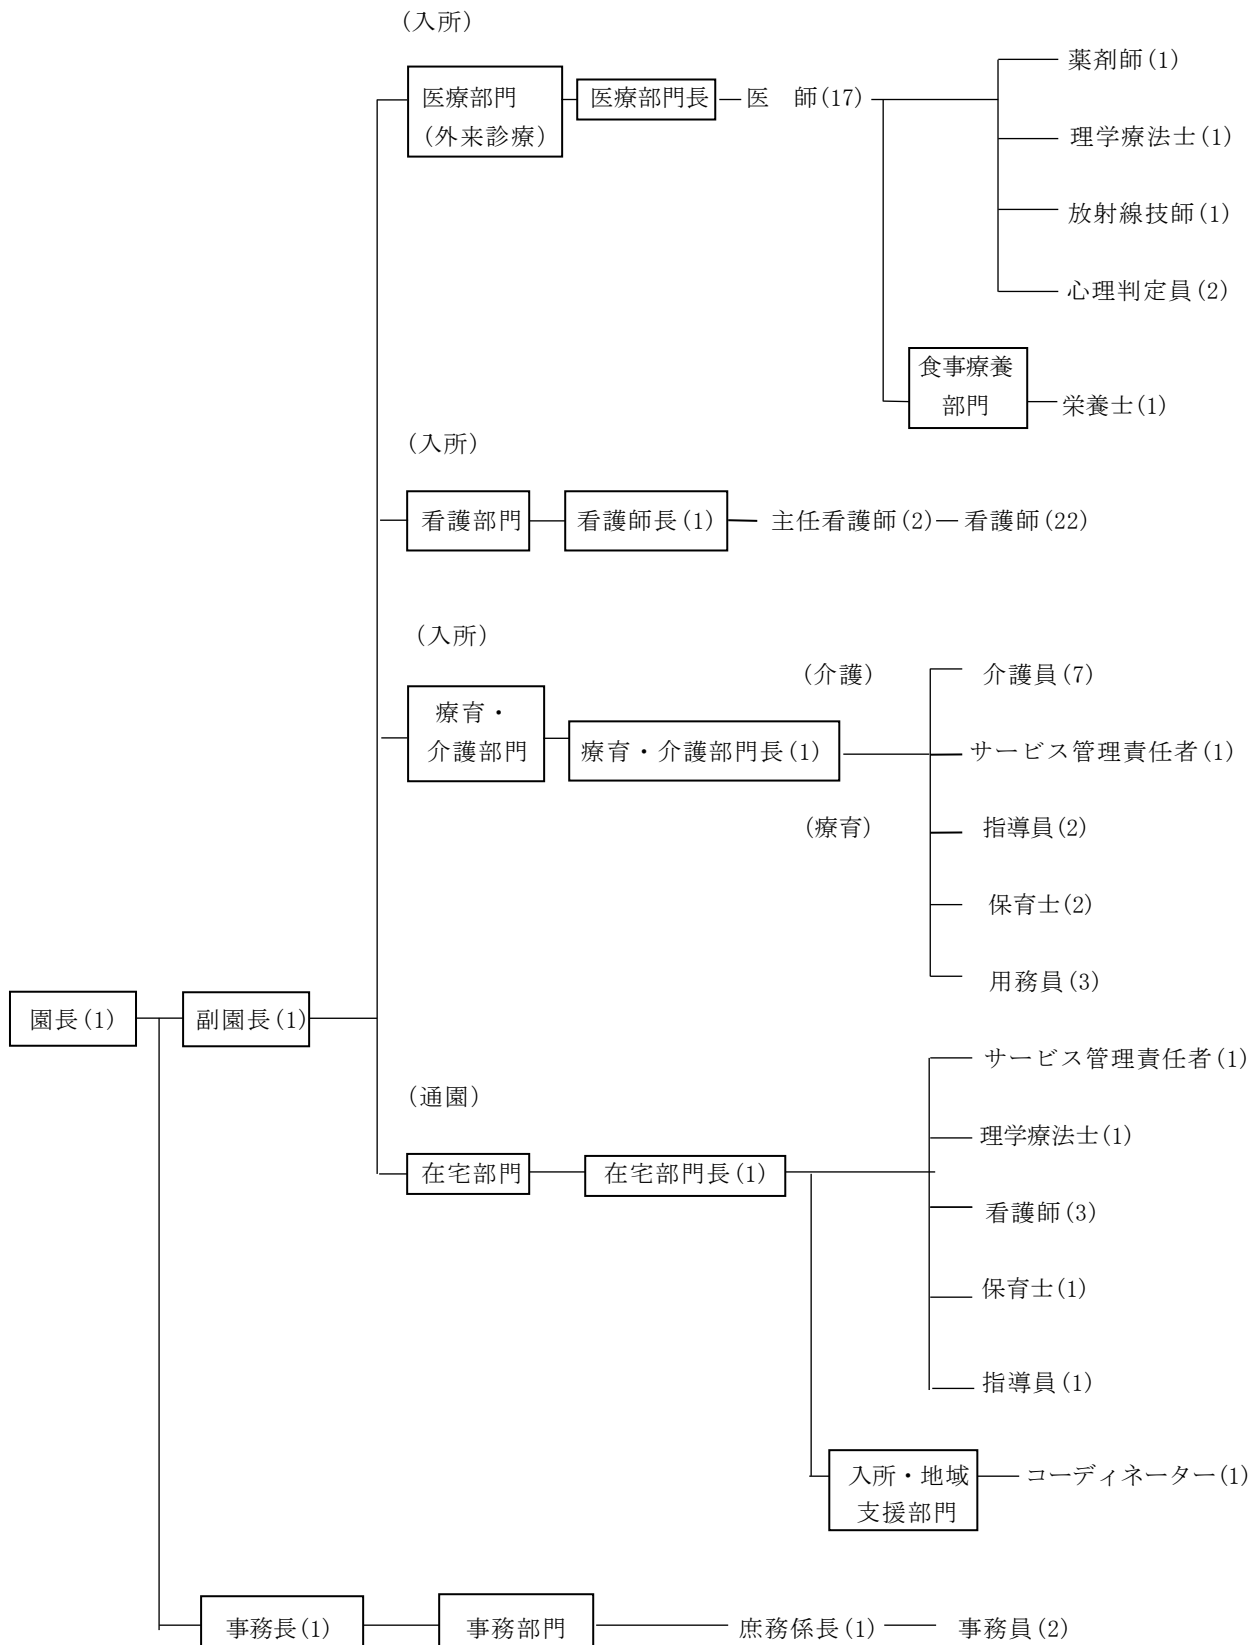 (入所)
医療部門
(外来診療)
医療部門長
医　師(17)
薬剤師(1)
理学療法士(1)
放射線技師(1)
心理判定員(2)
食事療養
部門
栄養士(1)
(入所)
看護部門
看護師長(1)
主任看護師(2)
看護師(22)
(入所)
療育・
介護部門
療育・介護部門長(1)
(介護)
介護員(7)
サービス管理責任者(1)
(療育)
指導員(2)
保育士(2)
用務員(3)
園長(1)
副園長(1)
(通園)
在宅部門
在宅部門長(1)
サービス管理責任者(1)
理学療法士(1)
看護師(3)
保育士(1)
指導員(1)
入所・地域
支援部門
コーディネーター(1)
事務長(1)
事務部門
庶務係長(1)
事務員(2)